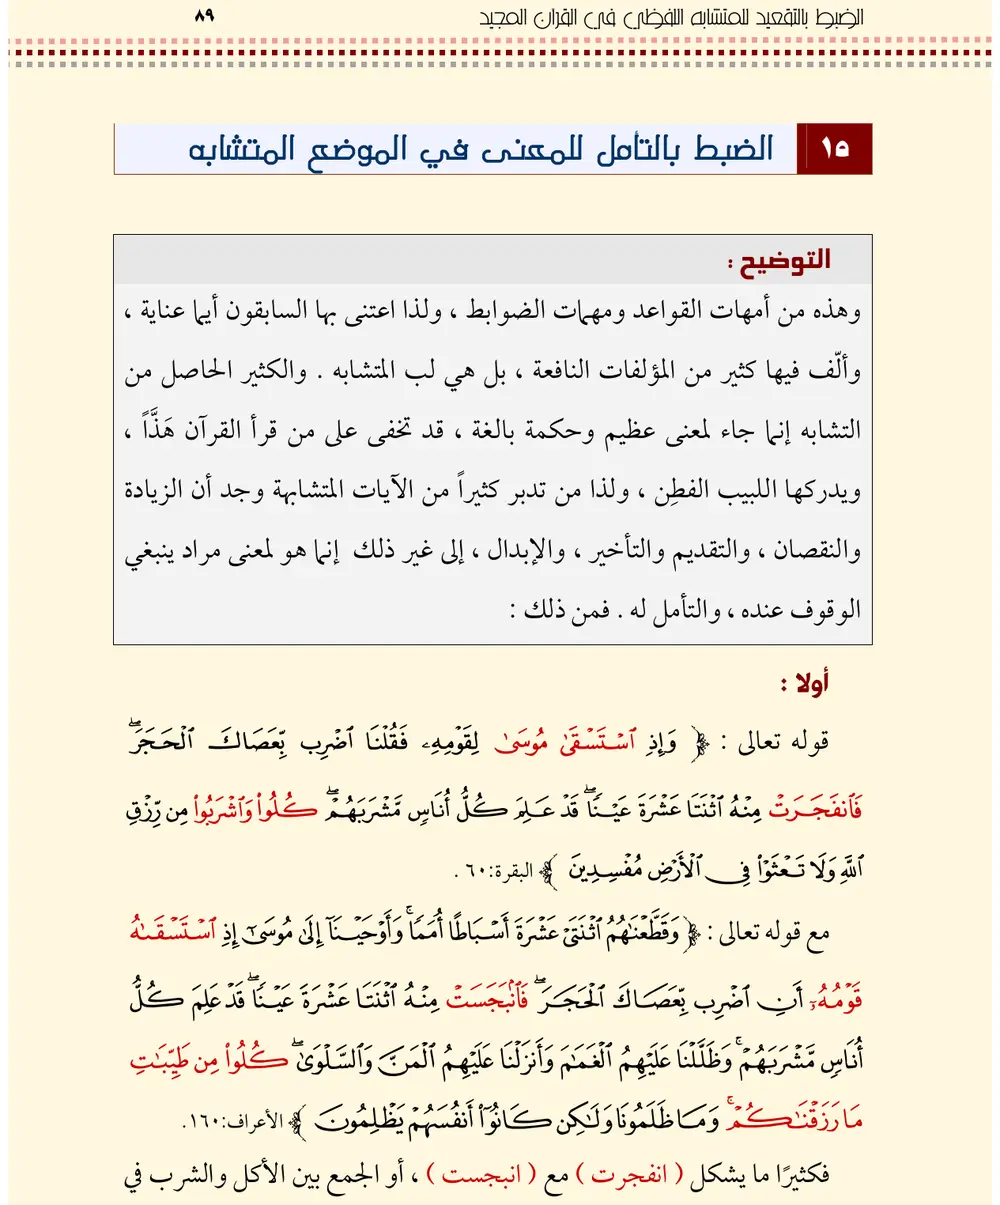 الضبط بالتقعيد للمتشابه اللفظي في القرآن المجيد ٨٩
١٥ الضبط بالتأمل للمعنى في الموضع المتشابه
التوضيح :
وهذه من أمهات القواعد ومهمات الضوابط ، ولذا اعتنى بها السابقون أيما عناية ،
وألّف فيها كثير من المؤلفات النافعة ، بل هي لب المتشابه . والكثير الحاصل من
التشابه إنما جاء لمعنى عظيم وحكمة بالغة ، قد تخفى على من قرأ القرآن هَذَّاً ،
ويدركها اللبيب الفطِن ، ولذا من تدبر كثيراً من الآيات المتشابهة وجد أن الزيادة
والنقصان ، والتقديم والتأخير ، والإبدال ، إلى غير ذلك إنما هو لمعنى مراد ينبغي
الوقوف عنده ، والتأمل له . فمن ذلك :
أولا :
قوله تعالى : ﴿ وَإِذِ ٱسْتَسْقَىٰ مُوسَىٰ لِقَوْمِهِۦ فَقُلْنَا ٱضْرِب بِّعَصَاكَ ٱلْحَجَرَۖ
فَٱنفَجَرَتْ مِنْهُ ٱثْنَتَا عَشْرَةَ عَيْنًاۖ قَدْ عَلِمَ كُلُّ أُنَاسٍ مَّشْرَبَهُمْۖ كُلُوا۟ وَٱشْرَبُوا۟ مِن رِّزْقِ
ٱللَّهِ وَلَا تَعْثَوْا۟ فِى ٱلْأَرْضِ مُفْسِدِينَ ﴾ البقرة:٦٠ .
مع قوله تعالى : ﴿ وَقَطَّعْنَٰهُمُ ٱثْنَتَىْ عَشْرَةَ أَسْبَاطًا أُمَمًاۚ وَأَوْحَيْنَآ إِلَىٰ مُوسَىٰٓ إِذِ ٱسْتَسْقَىٰهُ
قَوْمُهُۥٓ أَنِ ٱضْرِب بِّعَصَاكَ ٱلْحَجَرَۖ فَٱنۢبَجَسَتْ مِنْهُ ٱثْنَتَا عَشْرَةَ عَيْنًاۖ قَدْ عَلِمَ كُلُّ
أُنَاسٍ مَّشْرَبَهُمْۚ وَظَلَّلْنَا عَلَيْهِمُ ٱلْغَمَٰمَ وَأَنزَلْنَا عَلَيْهِمُ ٱلْمَنَّ وَٱلسَّلْوَىٰۖ كُلُوا۟ مِن طَيِّبَٰتِ
مَا رَزَقْنَٰكُمْۚ وَمَا ظَلَمُونَا وَلَٰكِن كَانُوٓا۟ أَنفُسَهُمْ يَظْلِمُونَ ﴾ الأعراف:١٦٠.
فكثيرًا ما يشكل ( انفجرت ) مع ( انبجست ) ، أو الجمع بين الأكل والشرب في